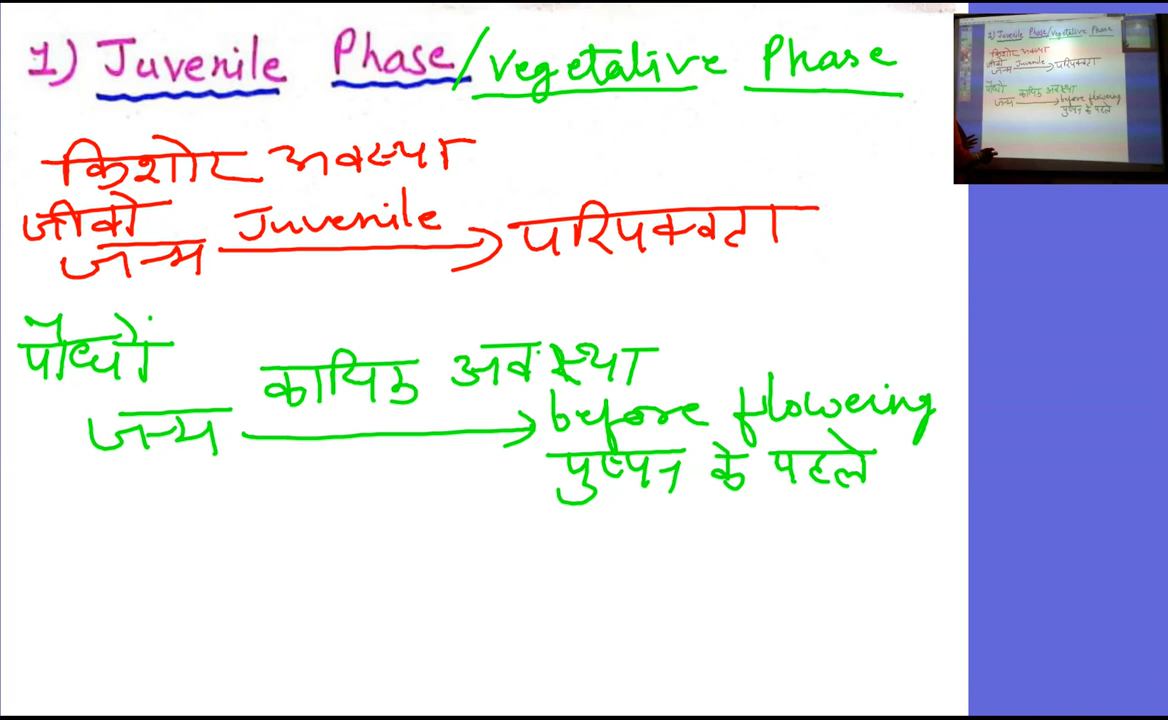 1) Juvenile Phase/Vegetative Phase
किशोर अवस्था
जीवो
जन्म Juvenile परिपक्वता
पौधों
कायिक अवस्था
जन्म before flowering
पुष्पन के पहले